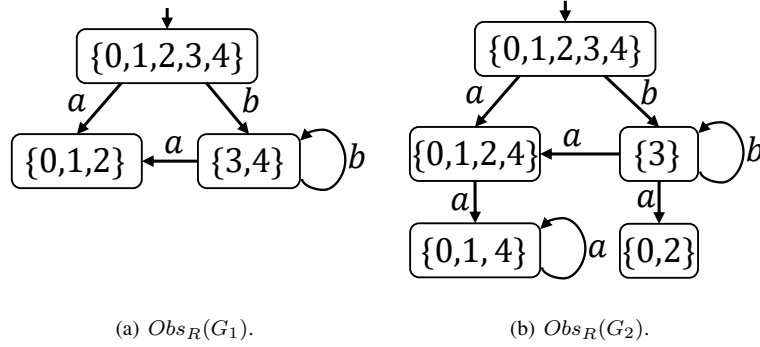 {0,1,2,3,4}
a
b
{0,1,2}
a
{3,4}
b
(a) Obs_R(G_1).
{0,1,2,3,4}
a
b
{0,1,2,4}
a
{3}
b
a
a
{0,1, 4}
a
{0,2}
(b) Obs_R(G_2).